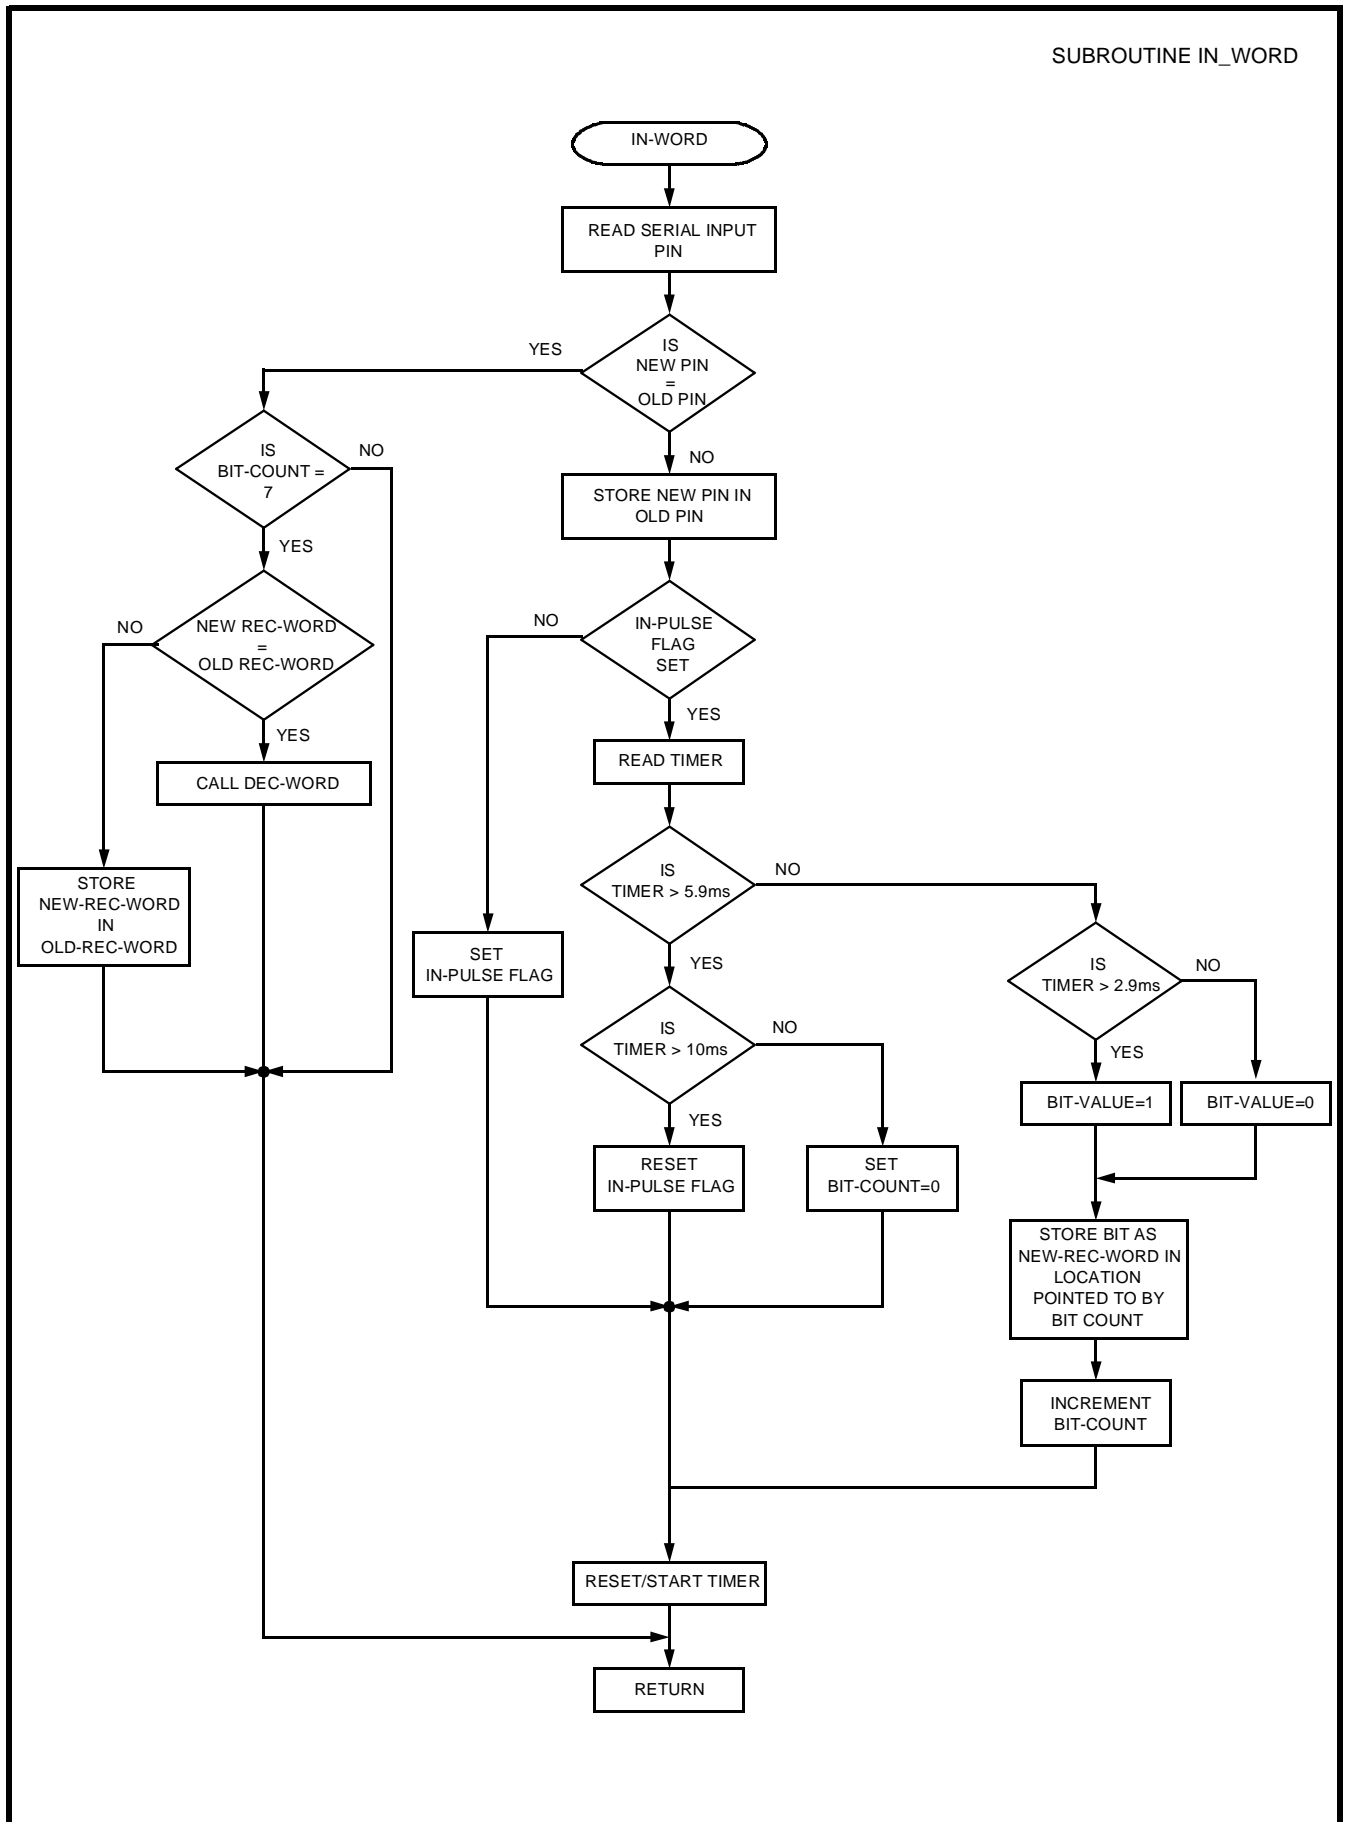 SUBROUTINE IN_WORD
IN-WORD
READ SERIAL INPUT
PIN
IS
NEW PIN
=
OLD PIN
YES
NO
IS
BIT-COUNT =
7
NO
YES
STORE NEW PIN IN
OLD PIN
NEW REC-WORD
=
OLD REC-WORD
NO
YES
IN-PULSE
FLAG
SET
NO
YES
CALL DEC-WORD
READ TIMER
STORE
NEW-REC-WORD
IN
OLD-REC-WORD
IS
TIMER > 5.9ms
NO
YES
SET
IN-PULSE FLAG
IS
TIMER > 2.9ms
NO
YES
IS
TIMER > 10ms
NO
YES
BIT-VALUE=1
BIT-VALUE=0
RESET
IN-PULSE FLAG
SET
BIT-COUNT=0
STORE BIT AS
NEW-REC-WORD IN
LOCATION
POINTED TO BY
BIT COUNT
INCREMENT
BIT-COUNT
RESET/START TIMER
RETURN